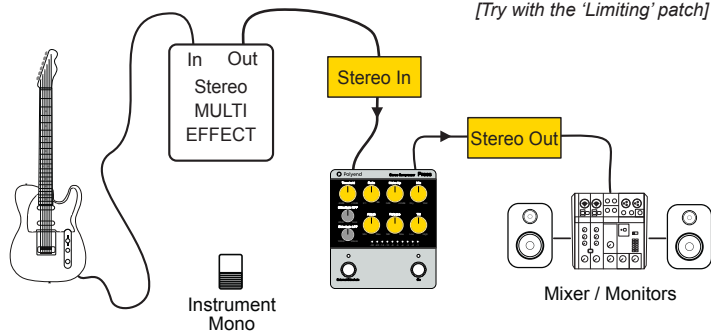 [Try with the ‘Limiting’ patch]
In Out
Stereo
MULTI
EFFECT
Stereo In
Stereo Out
Polyend
Press
Instrument
Mono
Mixer / Monitors